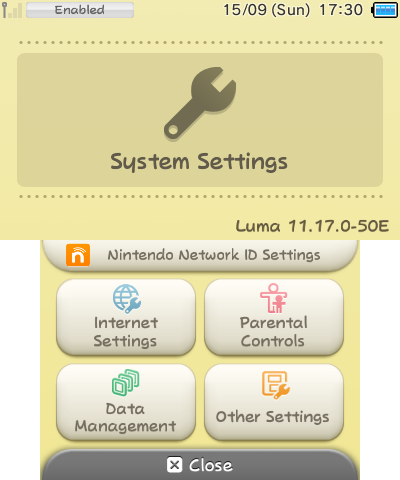 Enabled
15/09 (Sun) 17:30
System Settings
Luma 11.17.0-50E
Nintendo Network ID Settings
Internet
Settings
Parental
Controls
Data
Management
Other Settings
Close